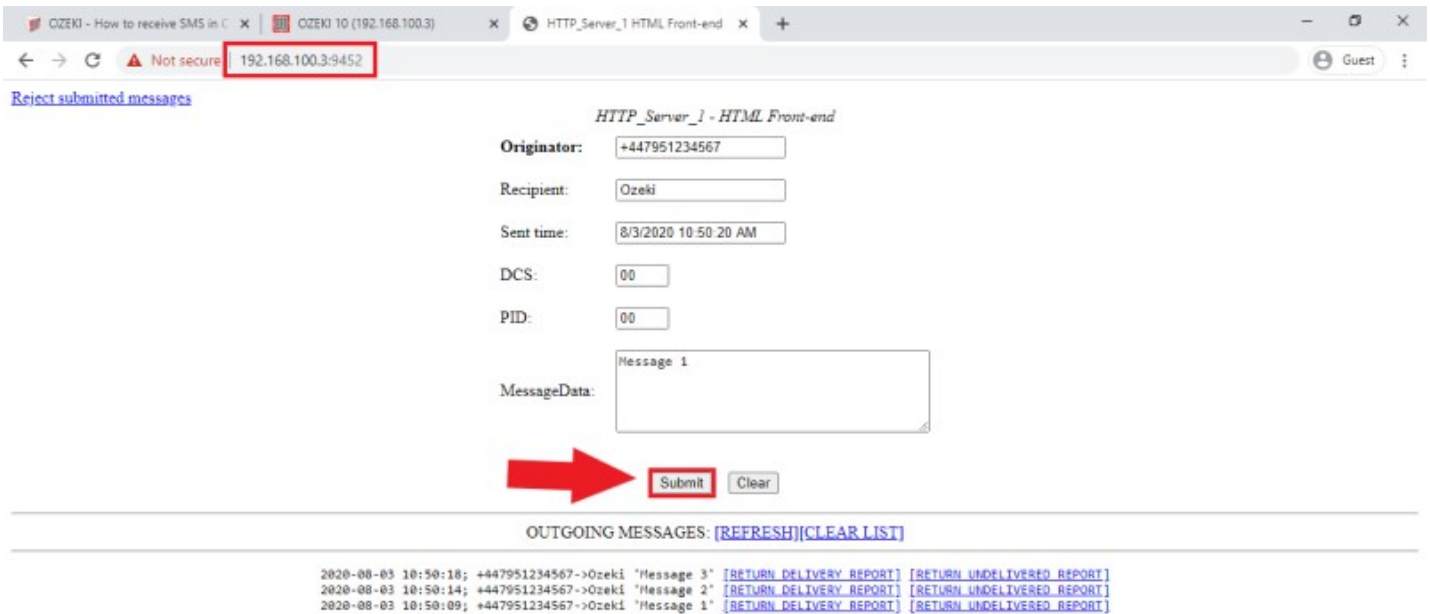 OZEKI - How to receive SMS in C
OZEKI 10 (192.168.100.3)
HTTP_Server_1 HTML Front-end
Not secure
192.168.100.3:9452
Guest
Reject submitted messages
HTTP_Server_1 - HTML Front-end
Originator: +447951234567
Recipient: Ozeki
Sent time: 8/3/2020 10:50:20 AM
DCS: 00
PID: 00
MessageData: Message 1
Submit Clear
OUTGOING MESSAGES: [REFRESH][CLEAR LIST]
2020-08-03 10:50:18; +447951234567->Ozeki 'Message 3' [RETURN DELIVERY REPORT] [RETURN UNDELIVERED REPORT]
2020-08-03 10:50:14; +447951234567->Ozeki 'Message 2' [RETURN DELIVERY REPORT] [RETURN UNDELIVERED REPORT]
2020-08-03 10:50:09; +447951234567->Ozeki 'Message 1' [RETURN DELIVERY REPORT] [RETURN UNDELIVERED REPORT]